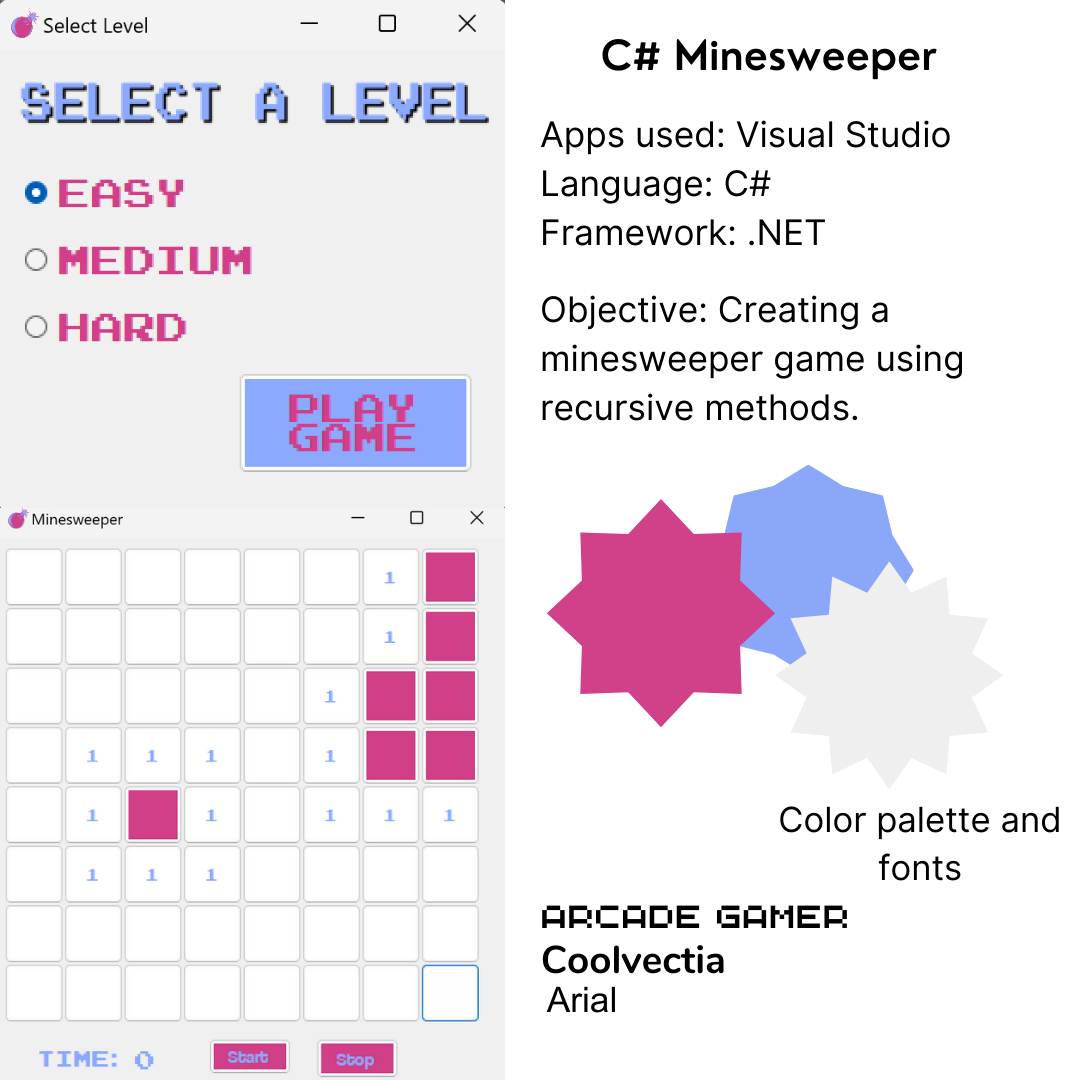 Select Level
SELECT A LEVEL
EASY
MEDIUM
HARD
PLAY
GAME
Minesweeper
1
1
1
1 1 1 1
1 1 1 1 1
1 1 1
TIME: 0
Start
Stop
C# Minesweeper
Apps used: Visual Studio
Language: C#
Framework: .NET
Objective: Creating a
minesweeper game using
recursive methods.
Color palette and
fonts
ARCADE GAMER
Coolvectia
Arial